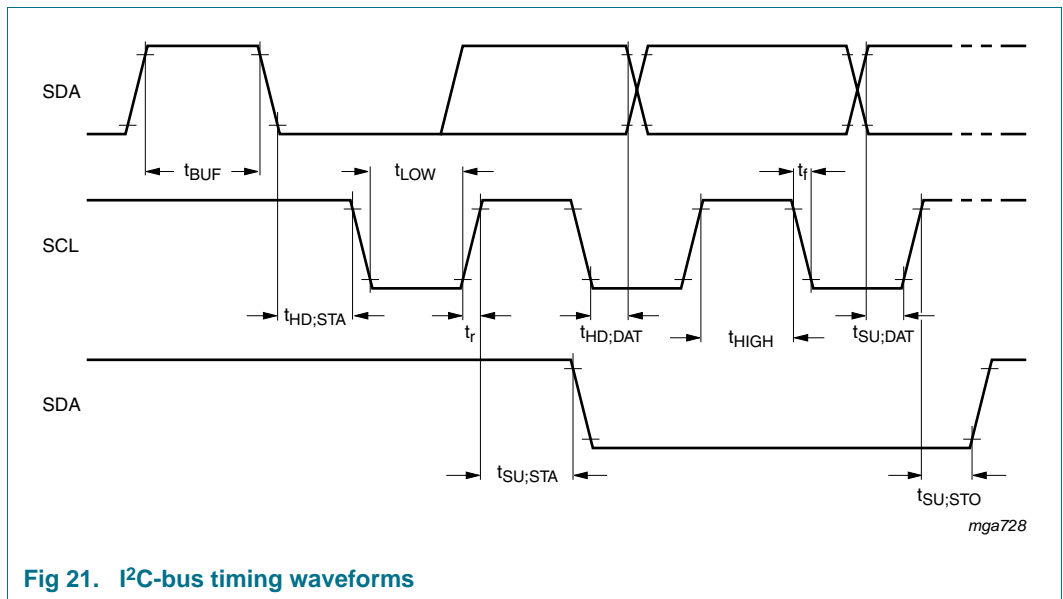 SDA
tBUF
tLOW
tf
SCL
tHD;STA
tr
tHD;DAT
tHIGH
tSU;DAT
SDA
tSU;STA
tSU;STO
mga728
Fig 21. I²C-bus timing waveforms